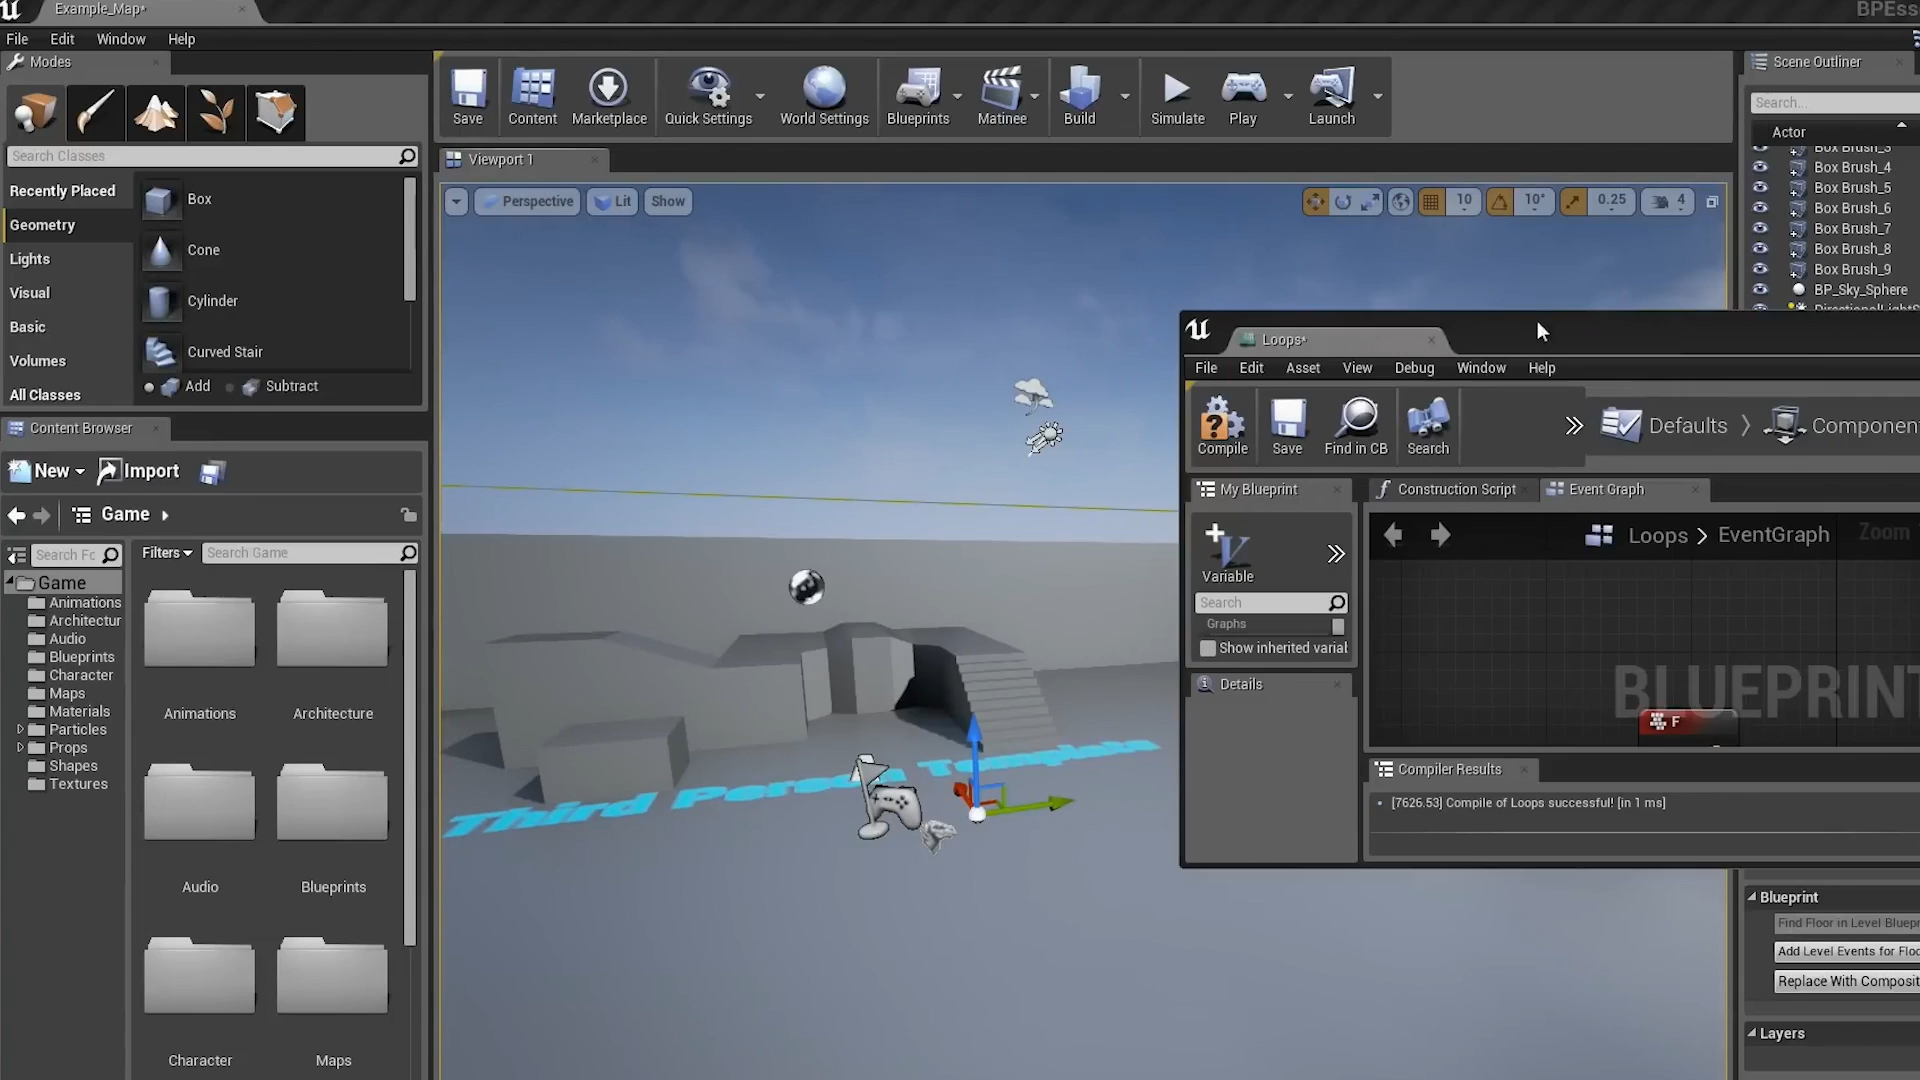 Example_Map*
BPEss
File Edit Window Help
Modes
Search Classes
Recently Placed
Geometry
Lights
Visual
Basic
Volumes
All Classes
Box
Cone
Cylinder
Curved Stair
Add Subtract
Content Browser
New Import
Game
Search Fo
Filters
Search Game
Game
Animations
Architectur
Audio
Blueprints
Character
Maps
Materials
Particles
Props
Shapes
Textures
Animations Architecture
Audio Blueprints
Character Maps
Save Content Marketplace Quick Settings World Settings Blueprints Matinee Build Simulate Play Launch
Viewport 1
Perspective Lit Show
10 10° 0.25 4
Third Person Template
Scene Outliner
Search...
Actor
Box Brush_3
Box Brush_4
Box Brush_5
Box Brush_6
Box Brush_7
Box Brush_8
Box Brush_9
BP_Sky_Sphere
DirectionalLightS
Loops*
File Edit Asset View Debug Window Help
Compile Save Find in CB Search
Defaults Component
My Blueprint
Variable
Search
Graphs
Show inherited variabl
Details
Construction Script Event Graph
Loops > EventGraph
Zoom
BLUEPRINT
F
Compiler Results
• [7626.53] Compile of Loops successful! [in 1 ms]
Blueprint
Find Floor in Level Bluepr
Add Level Events for Floo
Replace With Composit
Layers